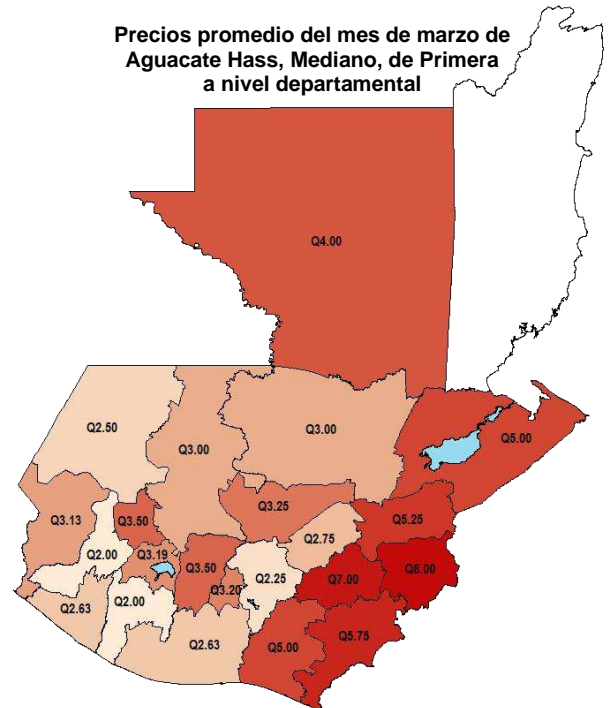 Precios promedio del mes de marzo de
Aguacate Hass, Mediano, de Primera
a nivel departamental
Q4.00
Q2.50
Q3.00
Q3.00
Q5.00
Q3.13
Q3.50
Q3.25
Q5.25
Q2.00
Q3.19
Q2.75
Q3.50
Q3.20
Q2.25
Q7.00
Q8.00
Q2.63
Q2.00
Q2.63
Q5.00
Q5.75